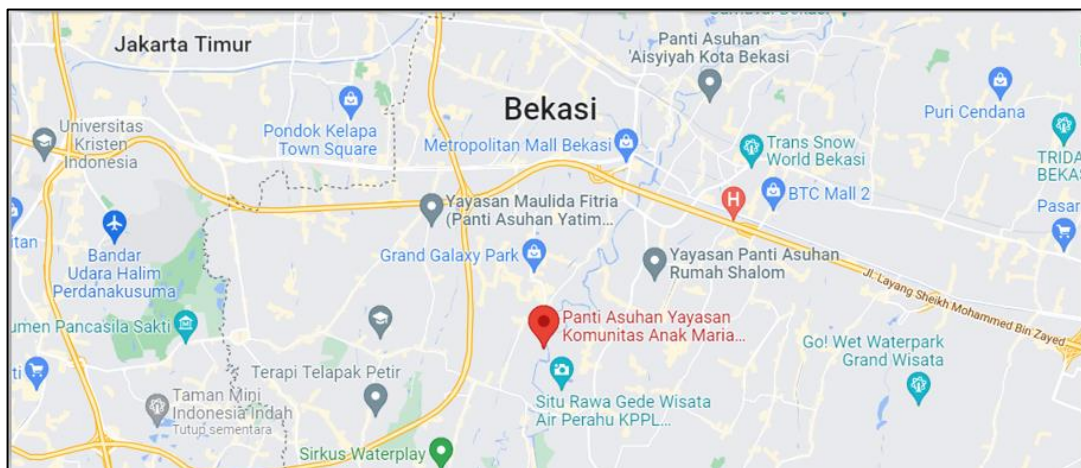 Jakarta Timur
Panti Asuhan
'Aisyiyah Kota Bekasi
Bekasi
Puri Cendana
Universitas
Kristen
Indonesia
Pondok Kelapa
Town Square
Metropolitan Mall Bekasi
Trans Snow
World Bekasi
TRIDA
BEKAS
BTC Mall 2
Yayasan Maulida Fitria
(Panti Asuhan Yatim...
Pasar
itan
Bandar
Udara Halim
Perdanakusuma
Grand Galaxy Park
Yayasan Panti Asuhan
Rumah Shalom
H
Jl. Layang Sheikh Mohammed Bin Zayed
umen Pancasila Sakti
Panti Asuhan Yayasan
Komunitas Anak Maria...
Go! Wet Waterpark
Grand Wisata
ti
Terapi Telapak Petir
Taman Mini
Indonesia Indah
Tutup sementara
Situ Rawa Gede Wisata
Air Perahu KPPL...
Sirkus Waterplay